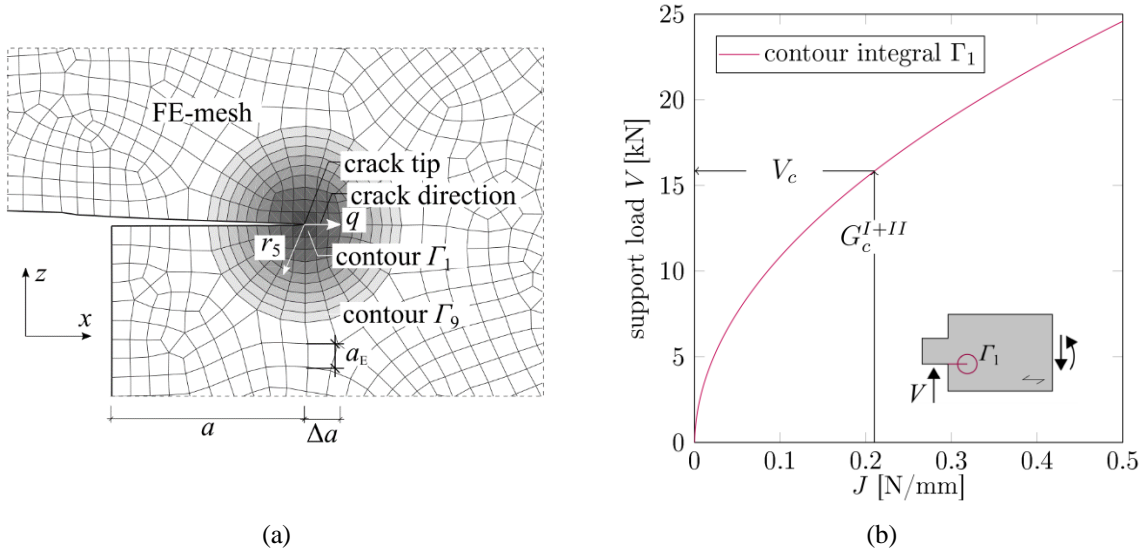 FE-mesh
crack tip
crack direction
q
r5
contour Γ1
contour Γ9
z
x
aE
a
Δa
(a)
contour integral Γ1
support load V [kN]
25
20
15
10
5
0
Vc
GcI+II
Γ1
V
0
0.1
0.2
0.3
0.4
0.5
J [N/mm]
(b)